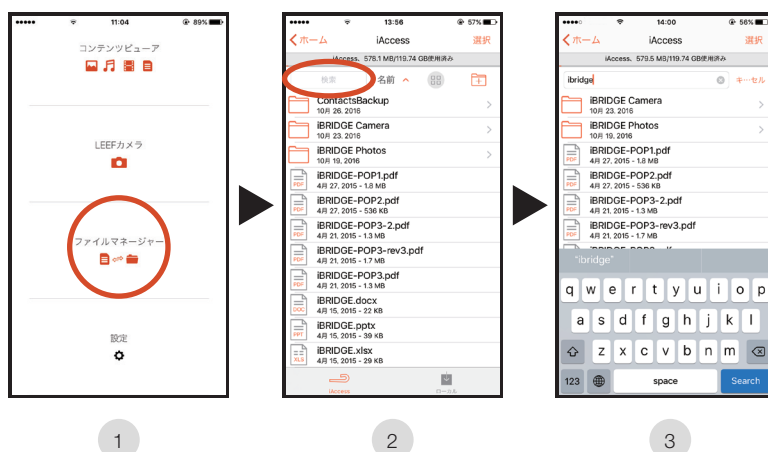 11:04
89%
コンテンツビューア
LEEFカメラ
ファイルマネージャー
設定
1
13:56
57%
ホーム
iAccess
選択
iAccess、578.1 MB/119.74 GB使用済み
検索
名前
ContactsBackup
10月 26, 2016
iBRIDGE Camera
10月 23, 2016
iBRIDGE Photos
10月 19, 2016
PDF
iBRIDGE-POP1.pdf
4月 27, 2015 - 1.8 MB
PDF
iBRIDGE-POP2.pdf
4月 27, 2015 - 536 KB
PDF
iBRIDGE-POP3-2.pdf
4月 21, 2015 - 1.3 MB
PDF
iBRIDGE-POP3-rev3.pdf
4月 21, 2015 - 1.7 MB
PDF
iBRIDGE-POP3.pdf
4月 21, 2015 - 1.3 MB
DOC
iBRIDGE.docx
4月 15, 2015 - 22 KB
PPT
iBRIDGE.pptx
4月 15, 2015 - 39 KB
XLS
iBRIDGE.xlsx
4月 15, 2015 - 29 KB
iAccess
ローカル
2
14:00
56%
ホーム
iAccess
選択
iAccess、579.5 MB/119.74 GB使用済み
ibridge
キ…セル
iBRIDGE Camera
10月 23, 2016
iBRIDGE Photos
10月 19, 2016
PDF
iBRIDGE-POP1.pdf
4月 27, 2015 - 1.8 MB
PDF
iBRIDGE-POP2.pdf
4月 27, 2015 - 536 KB
PDF
iBRIDGE-POP3-2.pdf
4月 21, 2015 - 1.3 MB
PDF
iBRIDGE-POP3-rev3.pdf
4月 21, 2015 - 1.7 MB
"ibridge"
q w e r t y u i o p
a s d f g h j k l
z x c v b n m
123 space Search
3